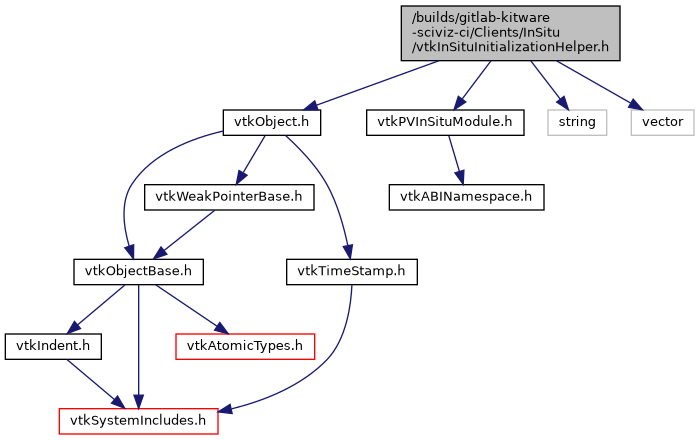 /builds/gitlab-kitware
-sciviz-ci/Clients/InSitu
/vtkInSituInitializationHelper.h
vtkObject.h
vtkPVInSituModule.h
string
vector
vtkWeakPointerBase.h
vtkABINamespace.h
vtkObjectBase.h
vtkTimeStamp.h
vtkIndent.h
vtkAtomicTypes.h
vtkSystemIncludes.h